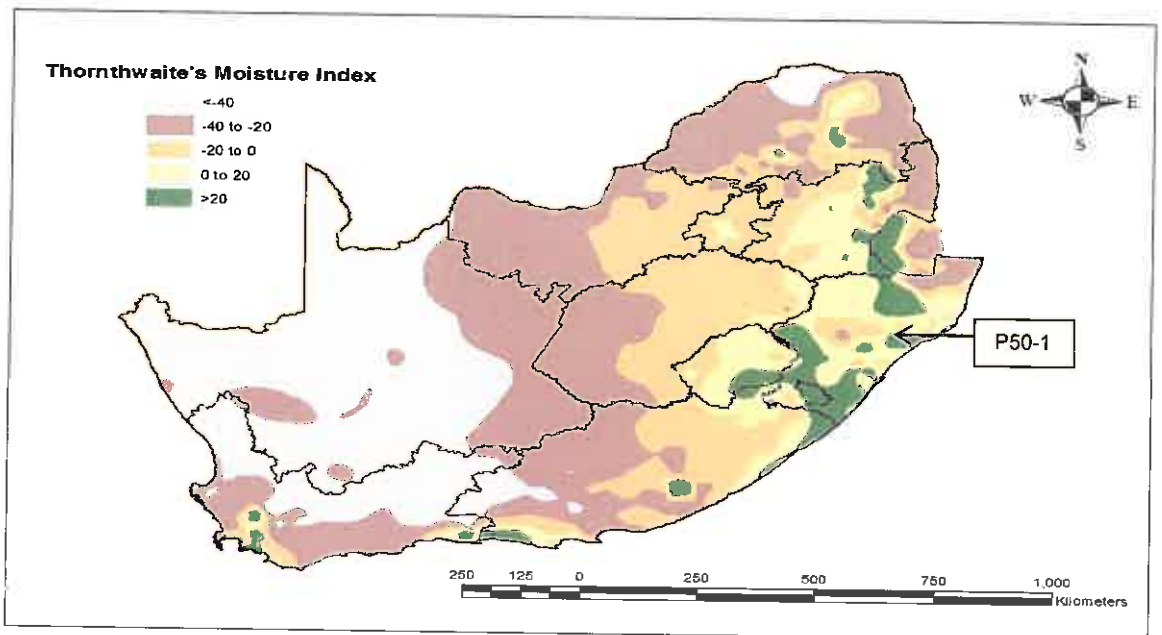 Thornthwaite's Moisture Index
<-40
-40 to -20
-20 to 0
0 to 20
>20
N
W E
S
P50-1
250 125 0 250 500 750 1,000
Kilometers